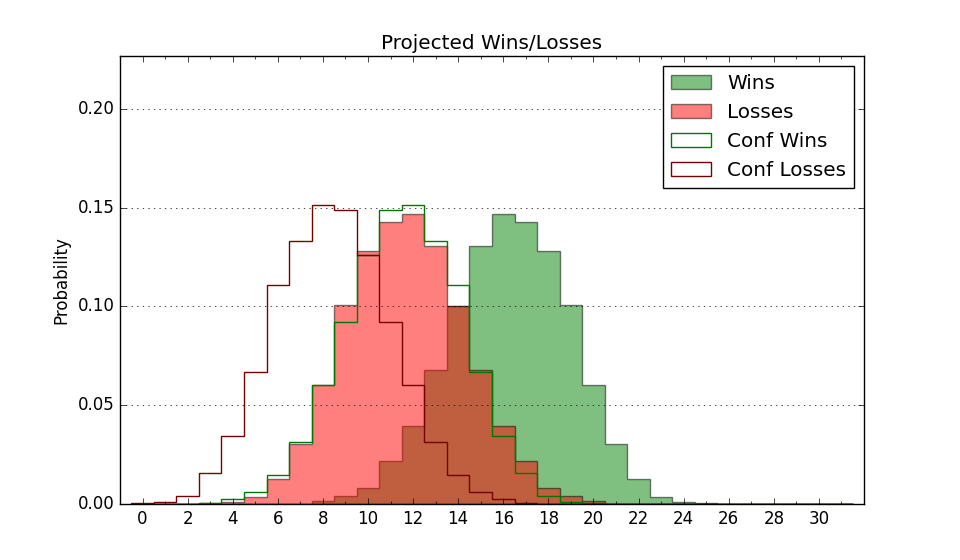 Projected Wins/Losses
Wins
Losses
Conf Wins
Conf Losses
Probability
0.20
0.15
0.10
0.05
0.00
0 2 4 6 8 10 12 14 16 18 20 22 24 26 28 30